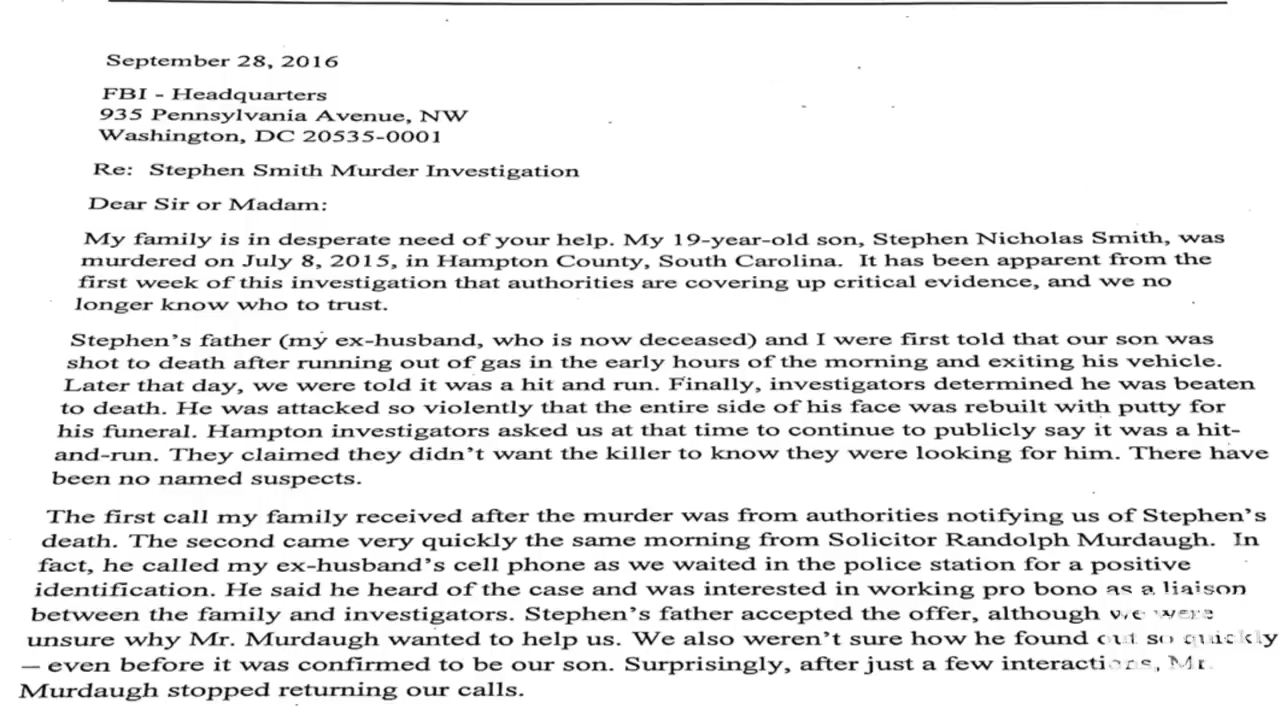 September 28, 2016
FBI - Headquarters
935 Pennsylvania Avenue, NW
Washington, DC 20535-0001
Re: Stephen Smith Murder Investigation
Dear Sir or Madam:
My family is in desperate need of your help. My 19-year-old son, Stephen Nicholas Smith, was
murdered on July 8, 2015, in Hampton County, South Carolina. It has been apparent from the
first week of this investigation that authorities are covering up critical evidence, and we no
longer know who to trust.
Stephen's father (my ex-husband, who is now deceased) and I were first told that our son was
shot to death after running out of gas in the early hours of the morning and exiting his vehicle.
Later that day, we were told it was a hit and run. Finally, investigators determined he was beaten
to death. He was attacked so violently that the entire side of his face was rebuilt with putty for
his funeral. Hampton investigators asked us at that time to continue to publicly say it was a hit-
and-run. They claimed they didn't want the killer to know they were looking for him. There have
been no named suspects.
The first call my family received after the murder was from authorities notifying us of Stephen's
death. The second came very quickly the same morning from Solicitor Randolph Murdaugh. In
fact, he called my ex-husband's cell phone as we waited in the police station for a positive
identification. He said he heard of the case and was interested in working pro bono as a liaison
between the family and investigators. Stephen's father accepted the offer, although we were
unsure why Mr. Murdaugh wanted to help us. We also weren't sure how he found out so quickly
— even before it was confirmed to be our son. Surprisingly, after just a few interactions, Mr.
Murdaugh stopped returning our calls.